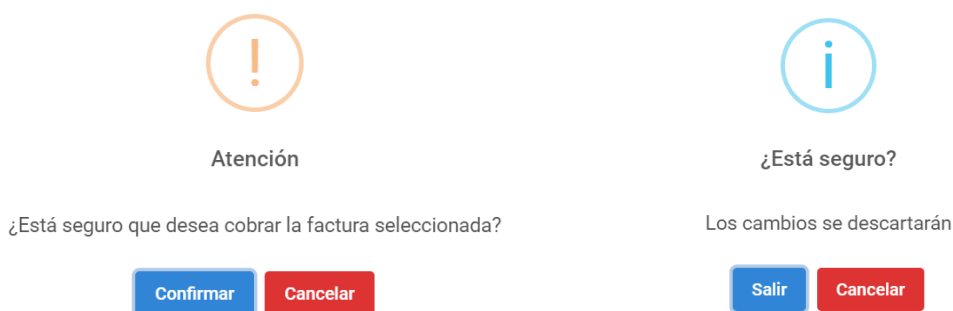 Atención
¿Está seguro que desea cobrar la factura seleccionada?
Confirmar Cancelar
¿Está seguro?
Los cambios se descartarán
Salir Cancelar